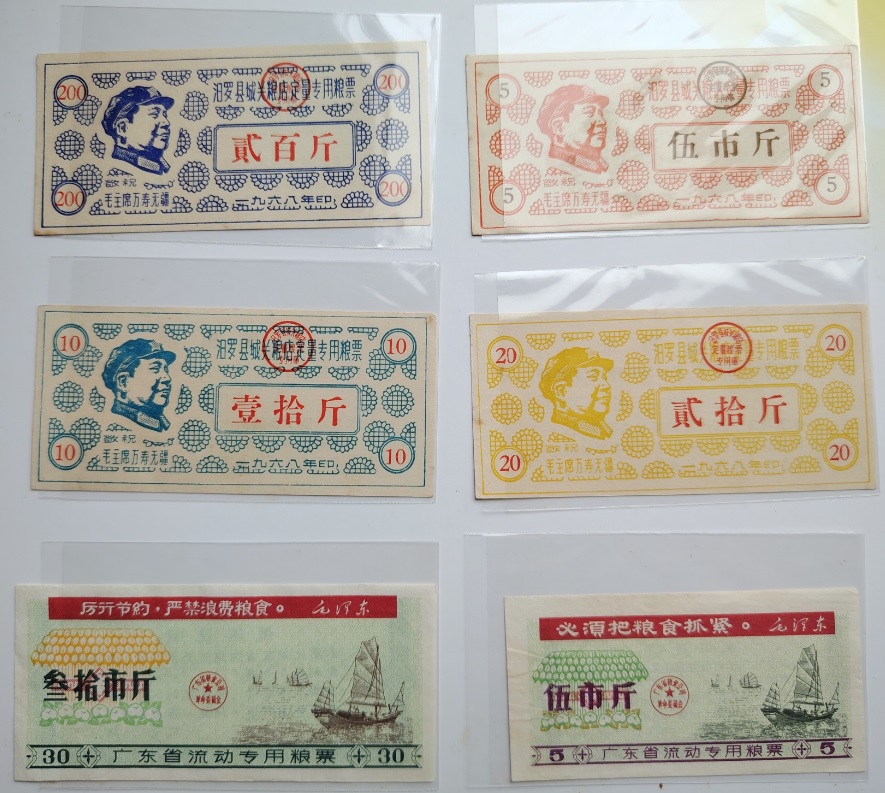 200
汨罗县城关粮店定量专用粮票
200
贰百斤
敬祝
毛主席万寿无疆
200
一九六八年印
200
5
汨罗县城关粮店定量专用粮票
5
伍市斤
敬祝
毛主席万寿无疆
5
一九六八年印
5
10
汨罗县城关粮店定量专用粮票
10
壹拾斤
敬祝
毛主席万寿无疆
10
一九六八年印
10
20
汨罗县城关粮店定量专用粮票
20
贰拾斤
敬祝
毛主席万寿无疆
20
一九六八年印
20
厉行节约·严禁浪费粮食。 毛泽东
叁拾市斤
30 广东省流动专用粮票 30
必须把粮食抓紧。 毛泽东
伍市斤
5 广东省流动专用粮票 5